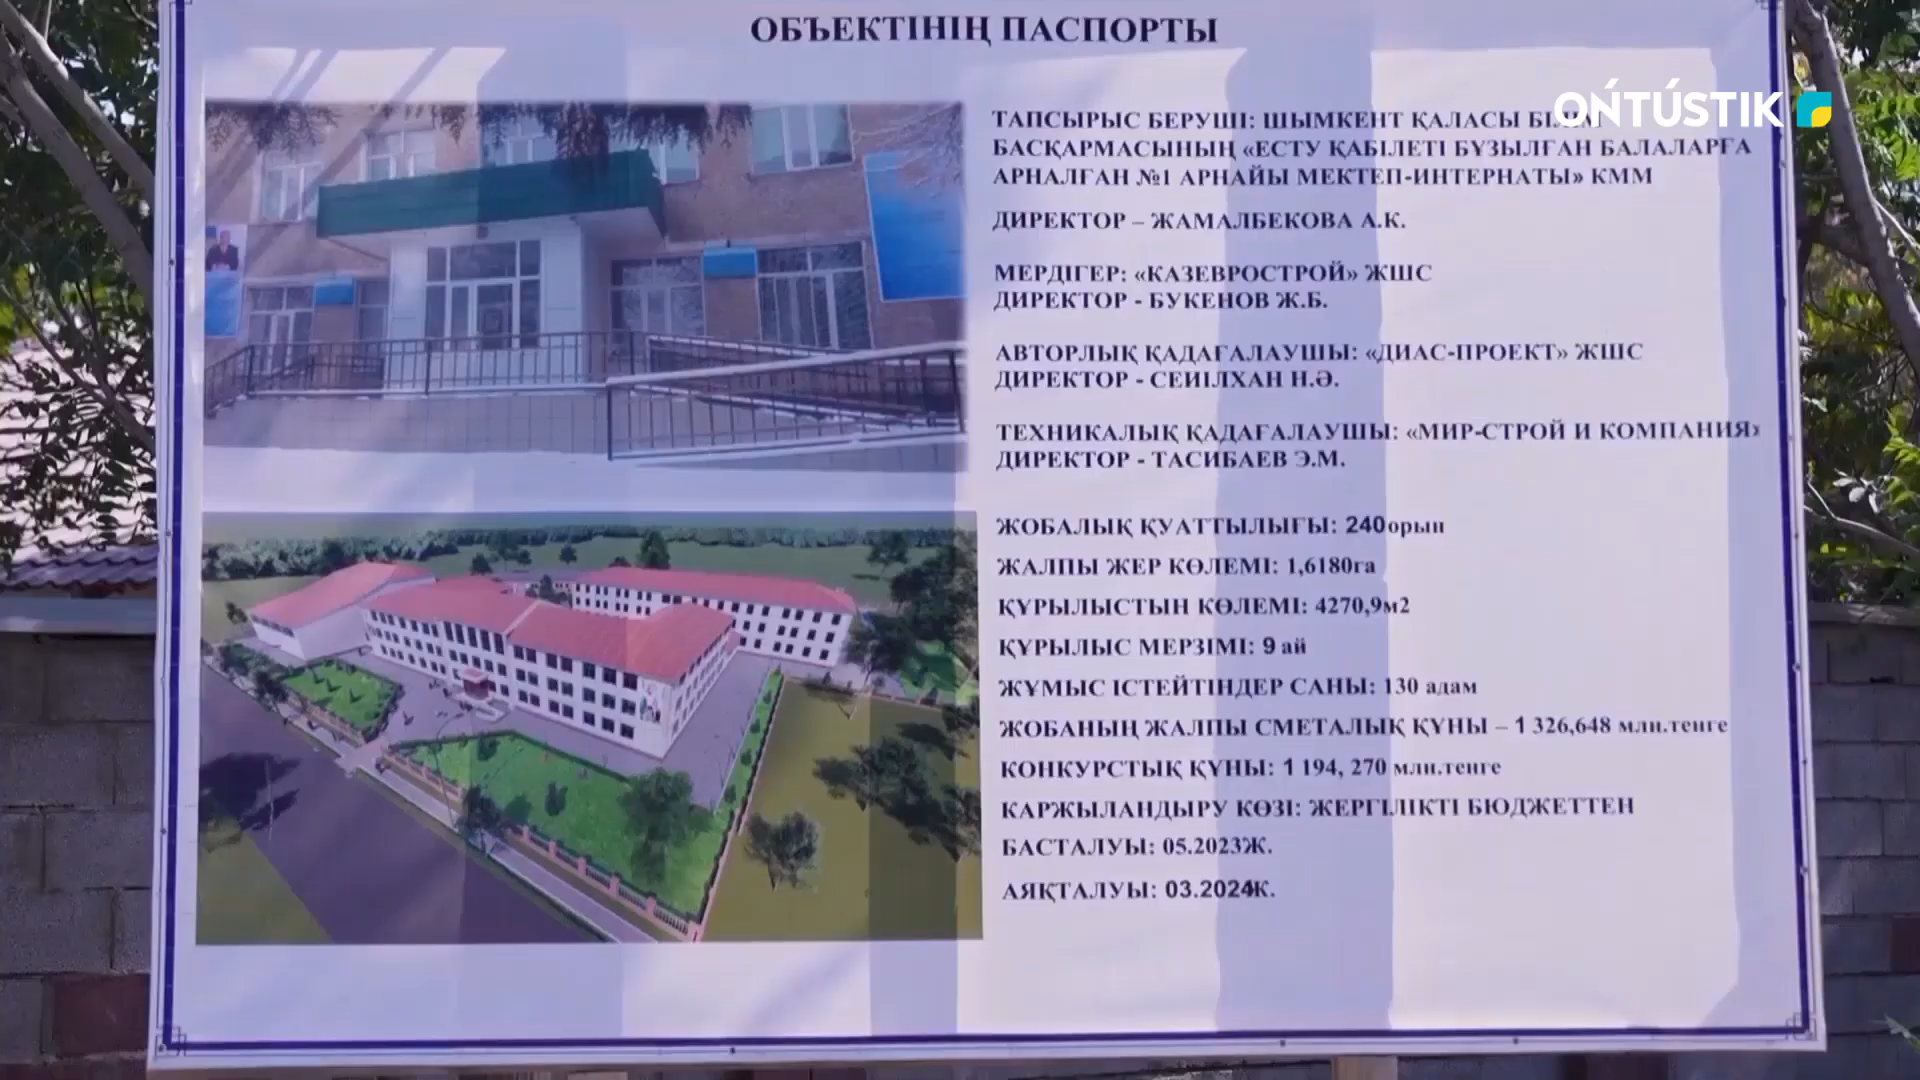 ОБЪЕКТІНІҢ ПАСПОРТЫ
OŃTÚSTIK
ТАПСЫРЫС БЕРУШІ: ШЫМКЕНТ ҚАЛАСЫ БІЛІМ
БАСҚАРМАСЫНЫҢ «ЕСТУ ҚАБІЛЕТІ БҰЗЫЛҒАН БАЛАЛАРҒА
АРНАЛҒАН №1 АРНАЙЫ МЕКТЕП-ИНТЕРНАТЫ» КММ
ДИРЕКТОР – ЖАМАЛБЕКОВА А.К.
МЕРДІГЕР: «КАЗЕВРОСТРОЙ» ЖШС
ДИРЕКТОР - БУКЕНОВ Ж.Б.
АВТОРЛЫҚ ҚАДАҒАЛАУШЫ: «ДИАС-ПРОЕКТ» ЖШС
ДИРЕКТОР - СЕЙІЛХАН Н.Ә.
ТЕХНИКАЛЫҚ ҚАДАҒАЛАУШЫ: «МИР-СТРОЙ И КОМПАНИЯ»
ДИРЕКТОР - ТАСИБАЕВ Э.М.
ЖОБАЛЫҚ ҚУАТТЫЛЫҒЫ: 240орын
ЖАЛПЫ ЖЕР КӨЛЕМІ: 1,6180га
ҚҰРЫЛЫСТЫН КӨЛЕМІ: 4270,9м2
ҚҰРЫЛЫС МЕРЗІМІ: 9 ай
ЖҰМЫС ІСТЕЙТІНДЕР САНЫ: 130 адам
ЖОБАНЫҢ ЖАЛПЫ СМЕТАЛЫҚ ҚҰНЫ – 1 326,648 млн.тенге
КОНКУРСТЫҚ ҚҰНЫ: 1 194, 270 млн.тенге
КАРЖЫЛАНДЫРУ КӨЗІ: ЖЕРГІЛІКТІ БЮДЖЕТТЕН
БАСТАЛУЫ: 05.2023Ж.
АЯҚТАЛУЫ: 03.2024Ж.